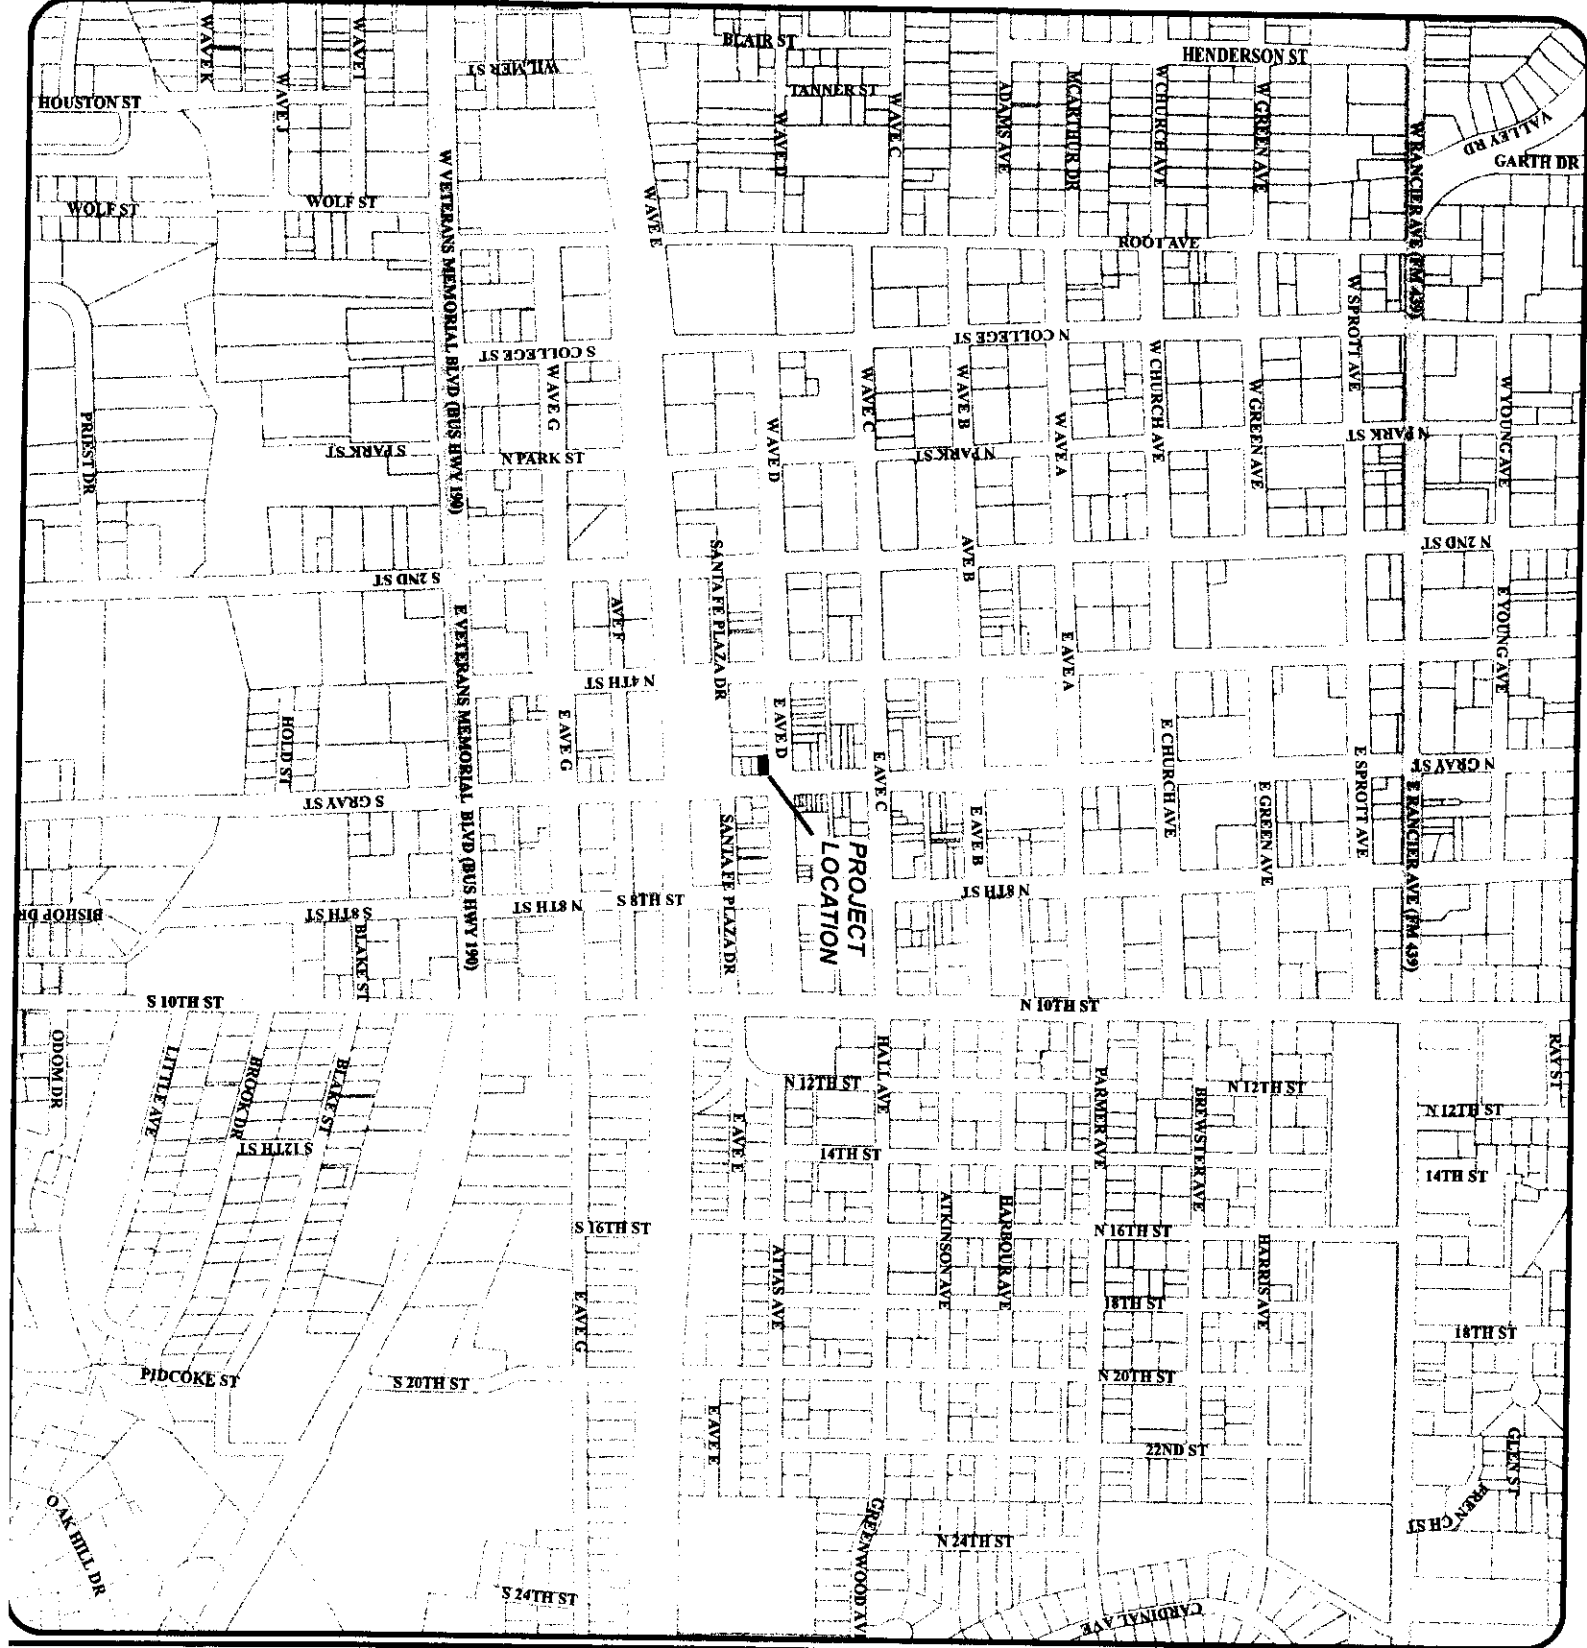 BLAIR ST
HENDERSON ST
W AVE K
W AVE I
WILMER ST
W AVE J
HOUSTON ST
TANNER ST
W AVE D
W AVE C
ADAMS AVE
MCARTHUR DR
W CHURCH AVE
W GREEN AVE
W RANCIER AVE (FM 439)
VALLEY RD
GARTH DR
WOLF ST
WOLF ST
W VETERANS MEMORIAL BLVD (BUS HWY 190)
W AVE E
ROOT AVE
W SPROTT AVE
S COLLEGE ST
N COLLEGE ST
PRIEST DR
W AVE G
W AVE D
W AVE C
W AVE B
W AVE A
W CHURCH AVE
W GREEN AVE
W YOUNG AVE
S PARK ST
N PARK ST
N PARK ST
N PARK ST
S 2ND ST
SANTA FE PLAZA DR
AVE B
N 2ND ST
E VETERANS MEMORIAL BLVD (BUS HWY 190)
AVE F
E AVE A
E YOUNG AVE
N 4TH ST
HOLD ST
E AVE G
E AVE D
E AVE C
E CHURCH AVE
E SPROTT AVE
N GRAY ST
S GRAY ST
SANTA FE PLAZA DR
PROJECT
LOCATION
E AVE B
E GREEN AVE
E RANCIER AVE (FM 439)
BISHOP DR
S 8TH ST
N 8TH ST
S 8TH ST
N 8TH ST
BLAKE ST
S 10TH ST
N 10TH ST
ODOM DR
LITTLE AVE
BROOK DR
BLAKE ST
S 12TH ST
E AVE E
N 12TH ST
HALL AVE
PARMER AVE
BREWSTER AVE
N 12TH ST
N 12TH ST
RAY ST
14TH ST
14TH ST
S 16TH ST
ATKINSON AVE
HARBOUR AVE
N 16TH ST
E AVE G
ATTAS AVE
18TH ST
HARRIS AVE
18TH ST
PIDCOKE ST
S 20TH ST
N 20TH ST
E AVE E
22ND ST
GLEN ST
FRENCH ST
OAK HILL DR
S 24TH ST
GREENWOOD AVE
N 24TH ST
CARDINAL AVE